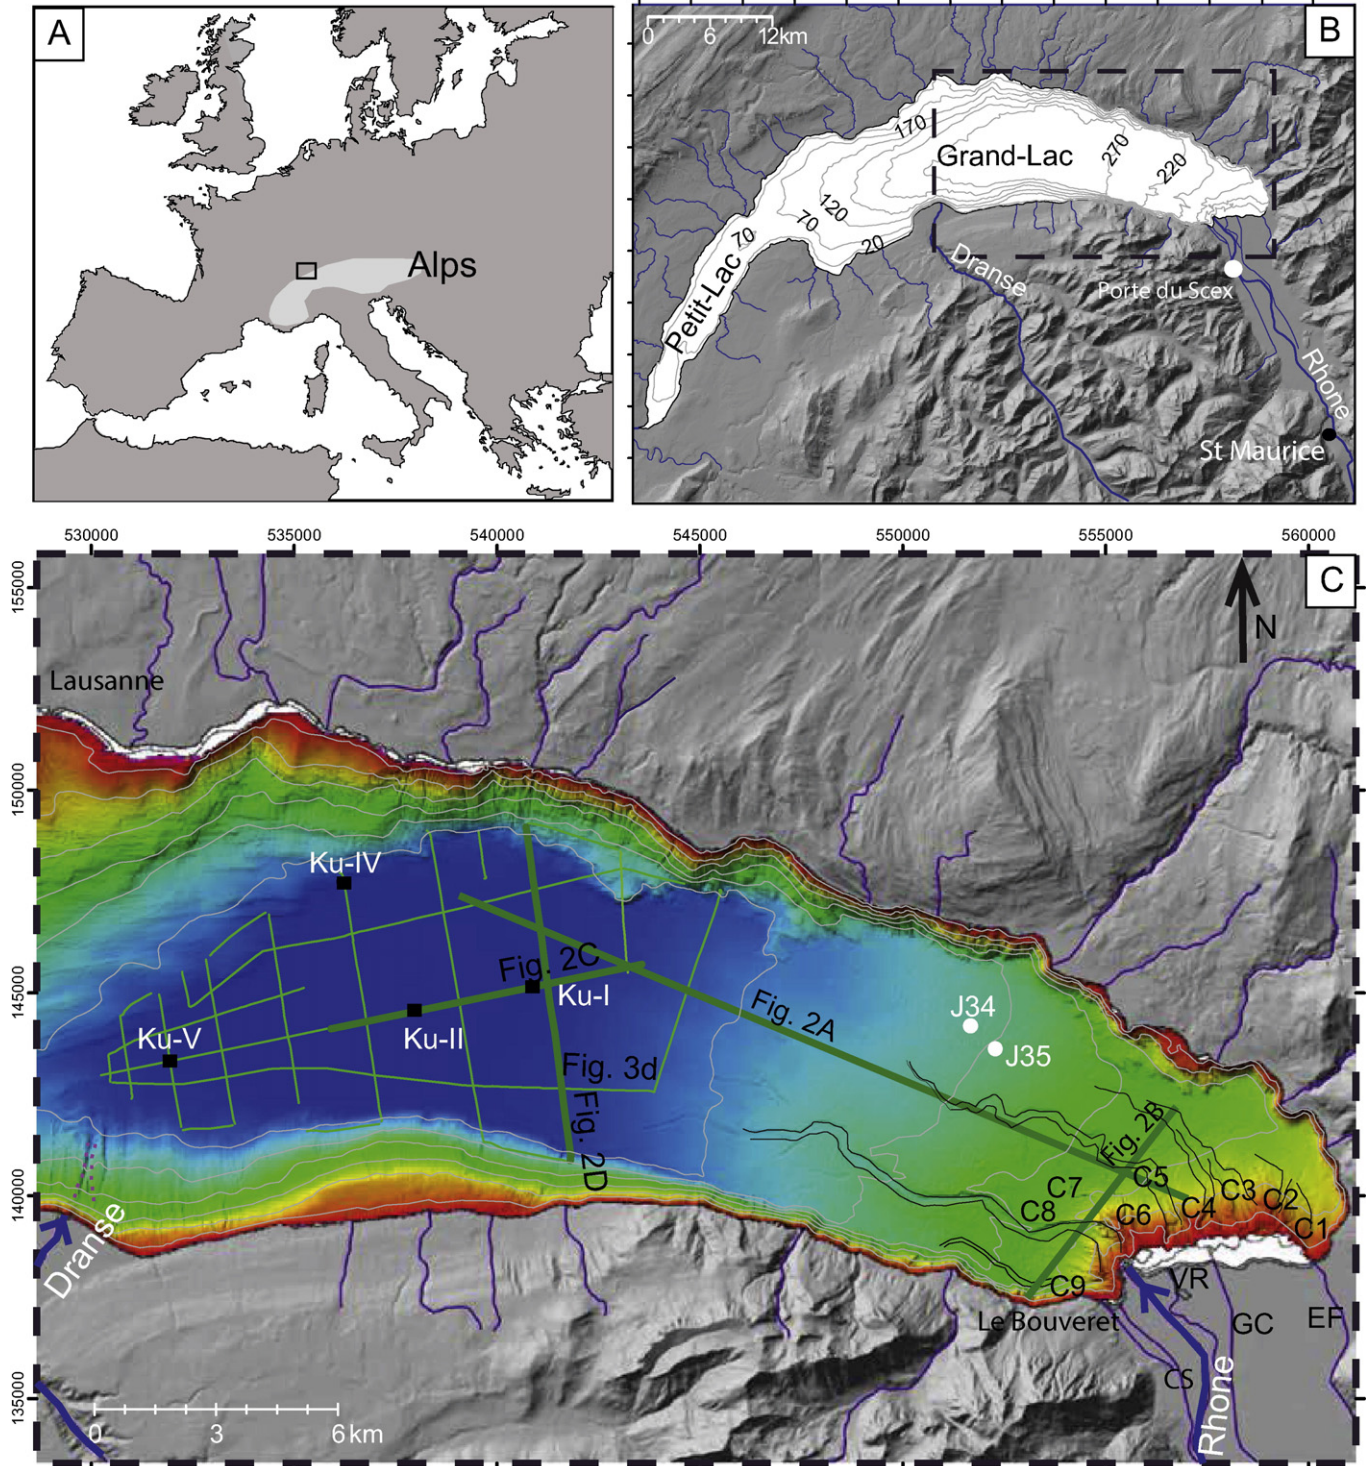 A
Alps
B
0 6 12km
170
Grand-Lac
270
220
120
70
70
20
Petit-Lac
Dranse
Porte du Scex
Rhone
St Maurice
530000 535000 540000 545000 550000 555000 560000
155000
150000
145000
140000
135000
C
N
Lausanne
Ku-IV
Fig. 2C
Ku-I
Fig. 2A
J34
J35
Ku-V
Ku-II
Fig. 3d
Fig. 2D
Fig. 2B
C7
C8
C5
C6
C4
C3
C2
C1
C9
Dranse
Le Bouveret
VR
GC
EF
CS
Rhone
0 3 6 km